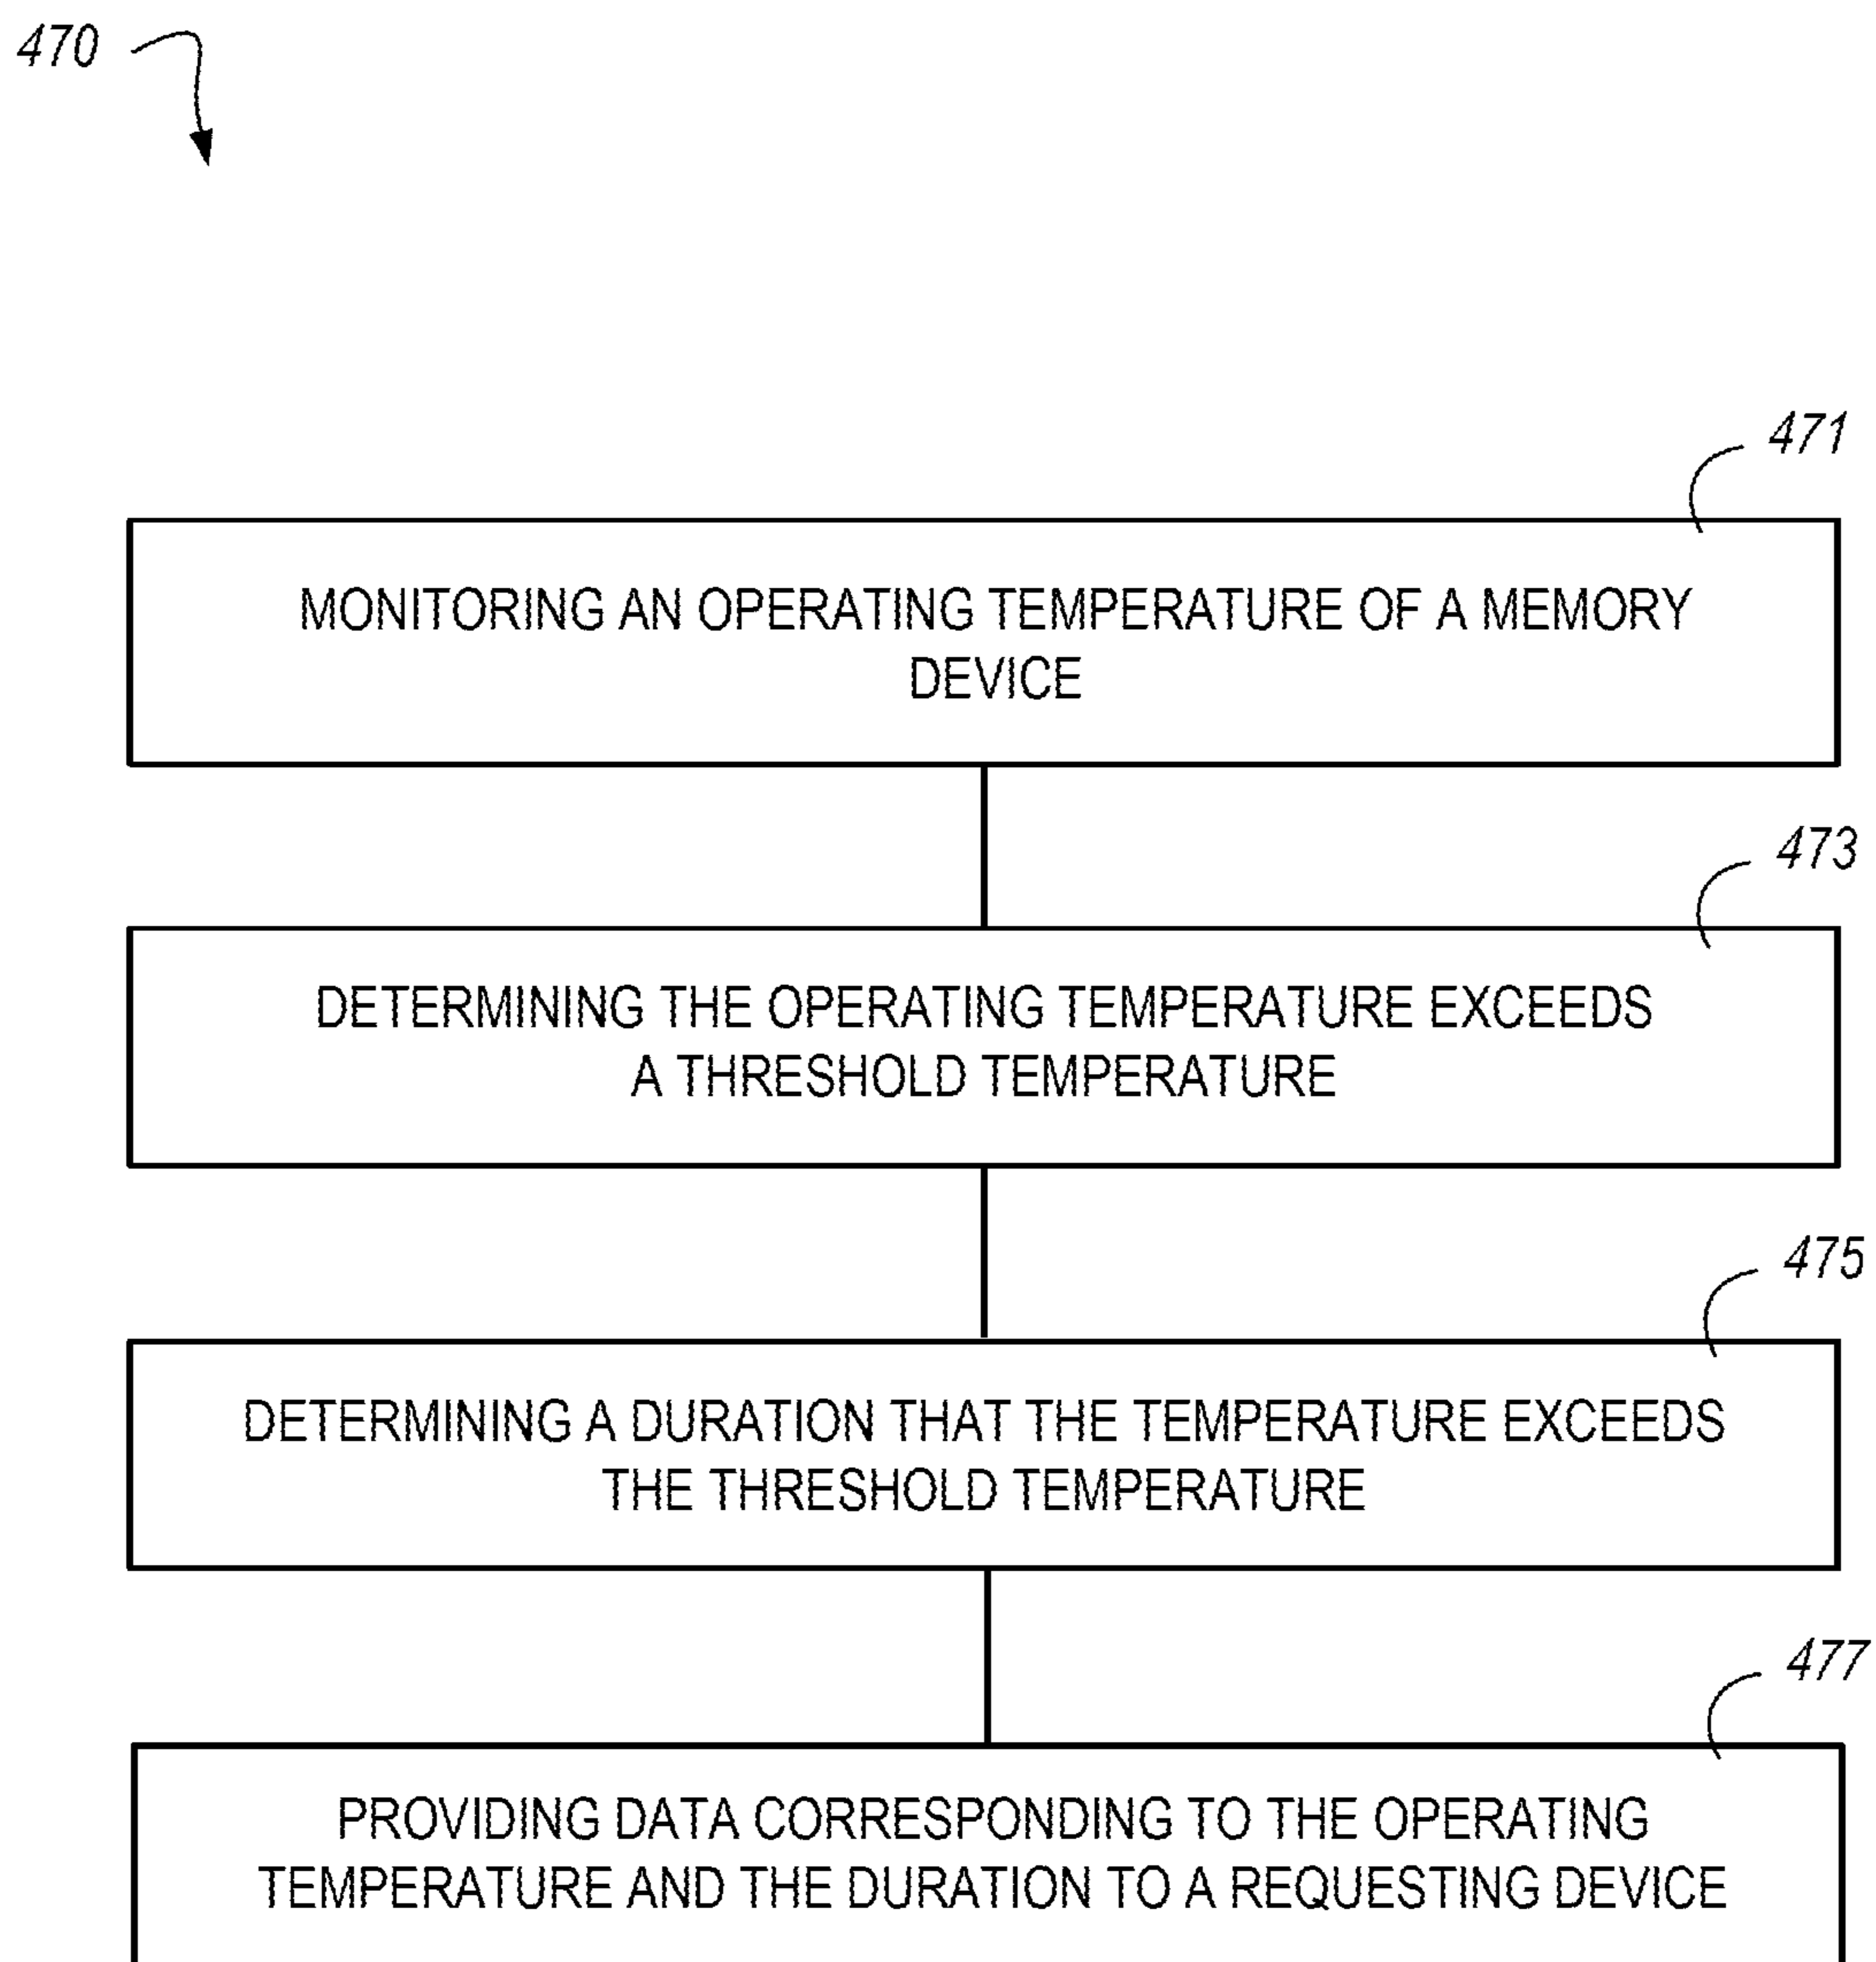 470
471
MONITORING AN OPERATING TEMPERATURE OF A MEMORY
DEVICE
473
DETERMINING THE OPERATING TEMPERATURE EXCEEDS
A THRESHOLD TEMPERATURE
475
DETERMINING A DURATION THAT THE TEMPERATURE EXCEEDS
THE THRESHOLD TEMPERATURE
477
PROVIDING DATA CORRESPONDING TO THE OPERATING
TEMPERATURE AND THE DURATION TO A REQUESTING DEVICE